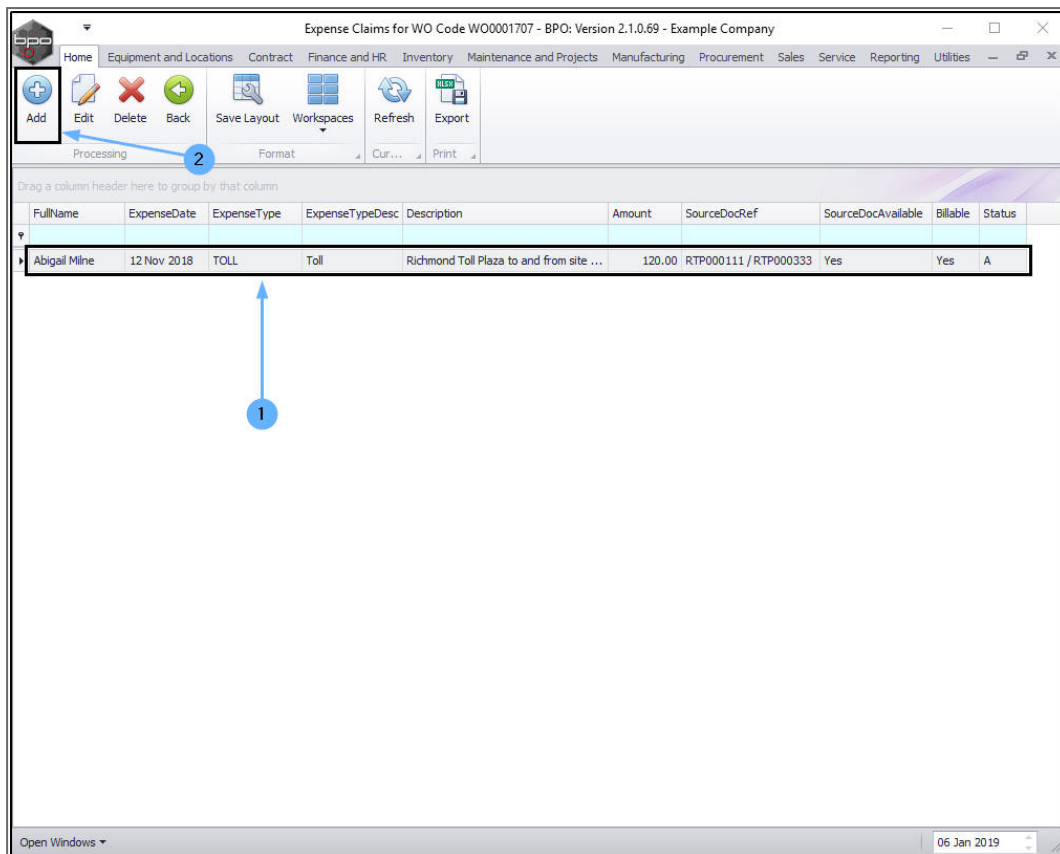 Expense Claims for WO Code WO0001707 - BPO: Version 2.1.0.69 - Example Company
bpo
Home Equipment and Locations Contract Finance and HR Inventory Maintenance and Projects Manufacturing Procurement Sales Service Reporting Utilities
Add Edit Delete Back Save Layout Workspaces Refresh Export
XLSX
Processing Format Cur... Print
2
Drag a column header here to group by that column
FullName ExpenseDate ExpenseType ExpenseTypeDesc Description Amount SourceDocRef SourceDocAvailable Billable Status
Abigail Milne 12 Nov 2018 TOLL Toll Richmond Toll Plaza to and from site ... 120.00 RTP000111 / RTP000333 Yes Yes A
1
Open Windows 06 Jan 2019